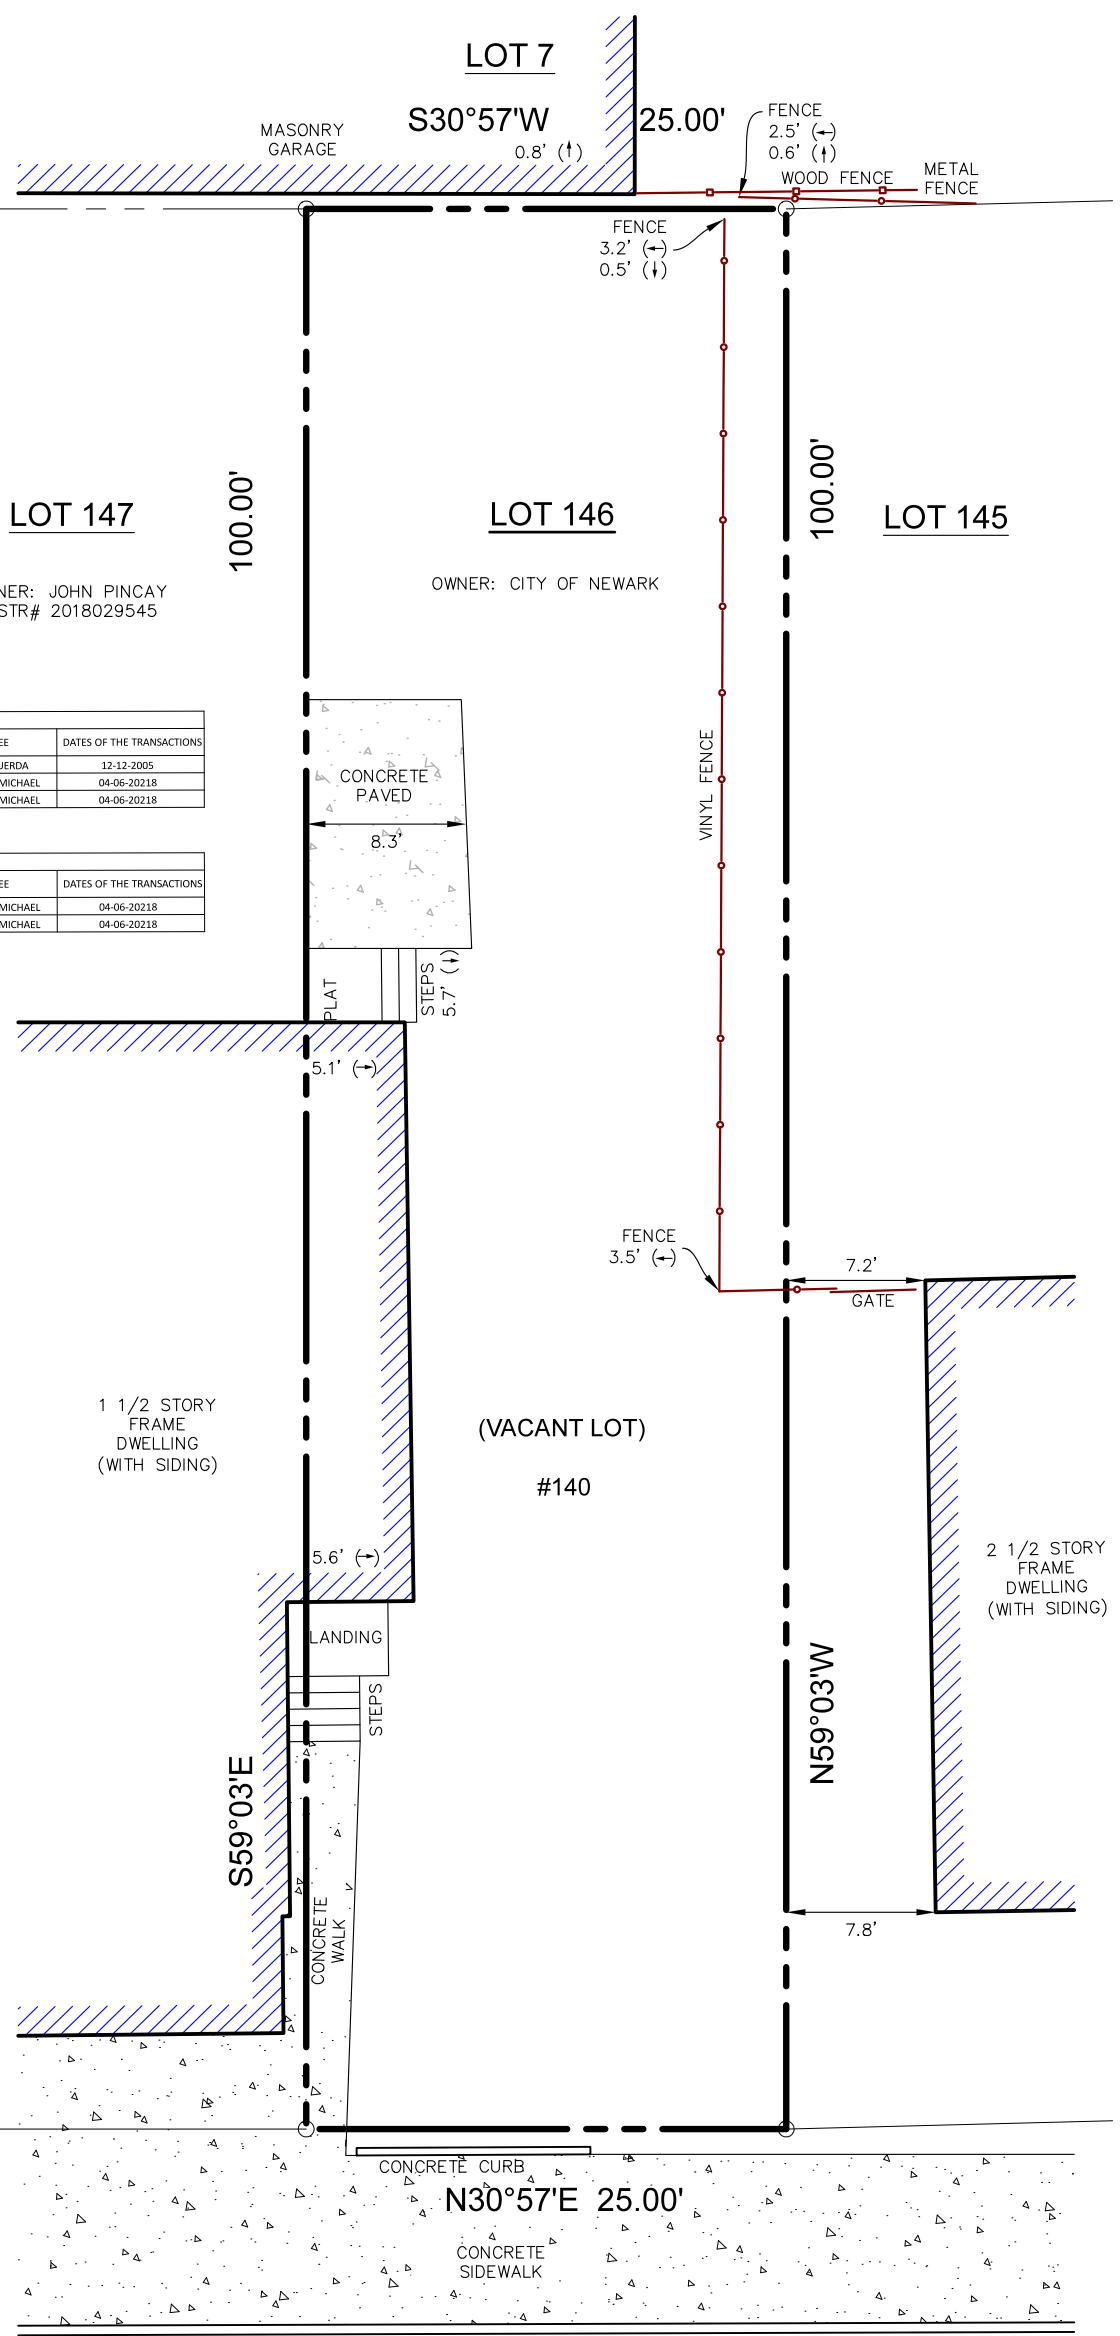 LOT 7
S30°57'W 25.00'
MASONRY
GARAGE
0.8' (↑)
FENCE
2.5' (←)
0.6' (↑)
WOOD FENCE
METAL
FENCE
FENCE
3.2' (←)
0.5' (↓)
100.00'
100.00'
LOT 147
LOT 146
LOT 145
NER: JOHN PINCAY
STR# 2018029545
OWNER: CITY OF NEWARK
EE DATES OF THE TRANSACTIONS
UERDA 12-12-2005
MICHAEL 04-06-20218
MICHAEL 04-06-20218
EE DATES OF THE TRANSACTIONS
MICHAEL 04-06-20218
MICHAEL 04-06-20218
CONCRETE
PAVED
8.3'
VINYL FENCE
PLAT
STEPS
5.7' (↓)
5.1' (→)
FENCE
3.5' (←)
7.2'
GATE
1 1/2 STORY
FRAME
DWELLING
(WITH SIDING)
(VACANT LOT)
#140
5.6' (→)
2 1/2 STORY
FRAME
DWELLING
(WITH SIDING)
LANDING
STEPS
S59°03'E
N59°03'W
CONCRETE
WALK
7.8'
CONCRETE CURB
N30°57'E 25.00'
CONCRETE
SIDEWALK